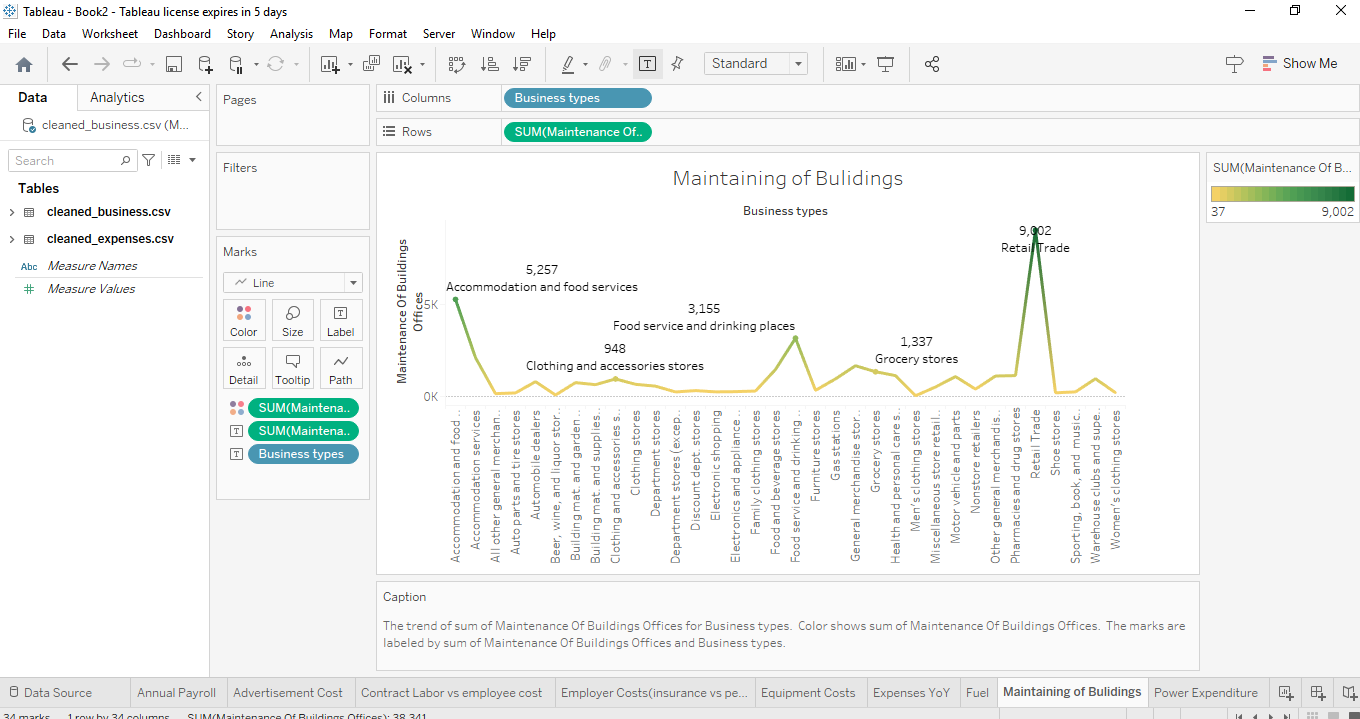 Tableau - Book2 - Tableau license expires in 5 days
File Data Worksheet Dashboard Story Analysis Map Format Server Window Help
Standard
Show Me
Data Analytics
Pages
Columns Business types
cleaned_business.csv (M...
Rows SUM(Maintenance Of..
Search
Filters
Tables
cleaned_business.csv
cleaned_expenses.csv
Abc Measure Names
# Measure Values
Marks
Line
Color Size Label
Detail Tooltip Path
SUM(Maintena..
SUM(Maintena..
Business types
Maintaining of Bulidings
Business types
Maintenance Of Buildings
Offices
5K
0K
5,257
Accommodation and food services
948
Clothing and accessories stores
3,155
Food service and drinking places
1,337
Grocery stores
9,002
Retail Trade
Accommodation and food ..
Accommodation services
All other general merchan..
Auto parts and tire stores
Automobile dealers
Beer, wine, and liquor stor..
Building mat. and garden ..
Building mat. and supplies..
Clothing and accessories s..
Clothing stores
Department stores
Department stores (excep..
Discount dept. stores
Electronic shopping
Electronics and appliance ..
Family clothing stores
Food and beverage stores
Food service and drinking ..
Furniture stores
Gas stations
General merchandise stor..
Grocery stores
Health and personal care s..
Men's clothing stores
Miscellaneous store retail..
Motor vehicle and parts
Nonstore retailers
Other general merchandis..
Pharmacies and drug stores
Retail Trade
Shoe stores
Sporting, book, and music..
Warehouse clubs and supe..
Women's clothing stores
SUM(Maintenance Of B...
37 9,002
Caption
The trend of sum of Maintenance Of Buildings Offices for Business types. Color shows sum of Maintenance Of Buildings Offices. The marks are
labeled by sum of Maintenance Of Buildings Offices and Business types.
Data Source Annual Payroll Advertisement Cost Contract Labor vs employee cost Employer Costs(insurance vs pe... Equipment Costs Expenses YoY Fuel Maintaining of Bulidings Power Expenditure
34 marks 1 row by 34 columns SUM(Maintenance Of Buildings Offices): 38,341